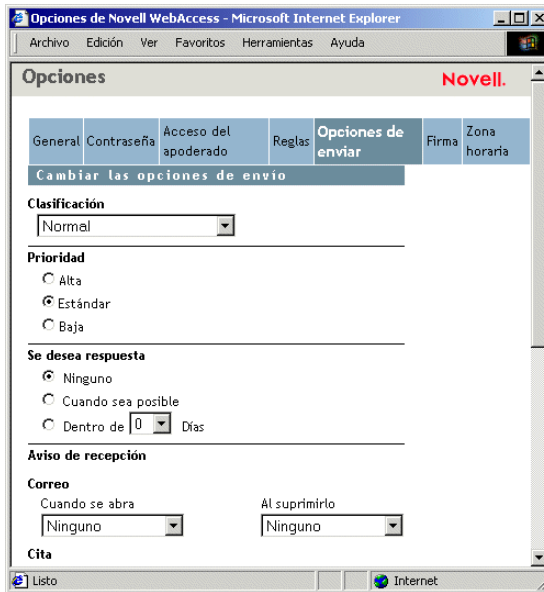 Opciones de Novell WebAccess - Microsoft Internet Explorer
Archivo Edición Ver Favoritos Herramientas Ayuda
Opciones
Novell.
General Contraseña Acceso del apoderado Reglas Opciones de enviar Firma Zona horaria
Cambiar las opciones de envío
Clasificación
Normal
Prioridad
Alta
Estándar
Baja
Se desea respuesta
Ninguno
Cuando sea posible
Dentro de 0 Días
Aviso de recepción
Correo
Cuando se abra Al suprimirlo
Ninguno Ninguno
Cita
Listo Internet